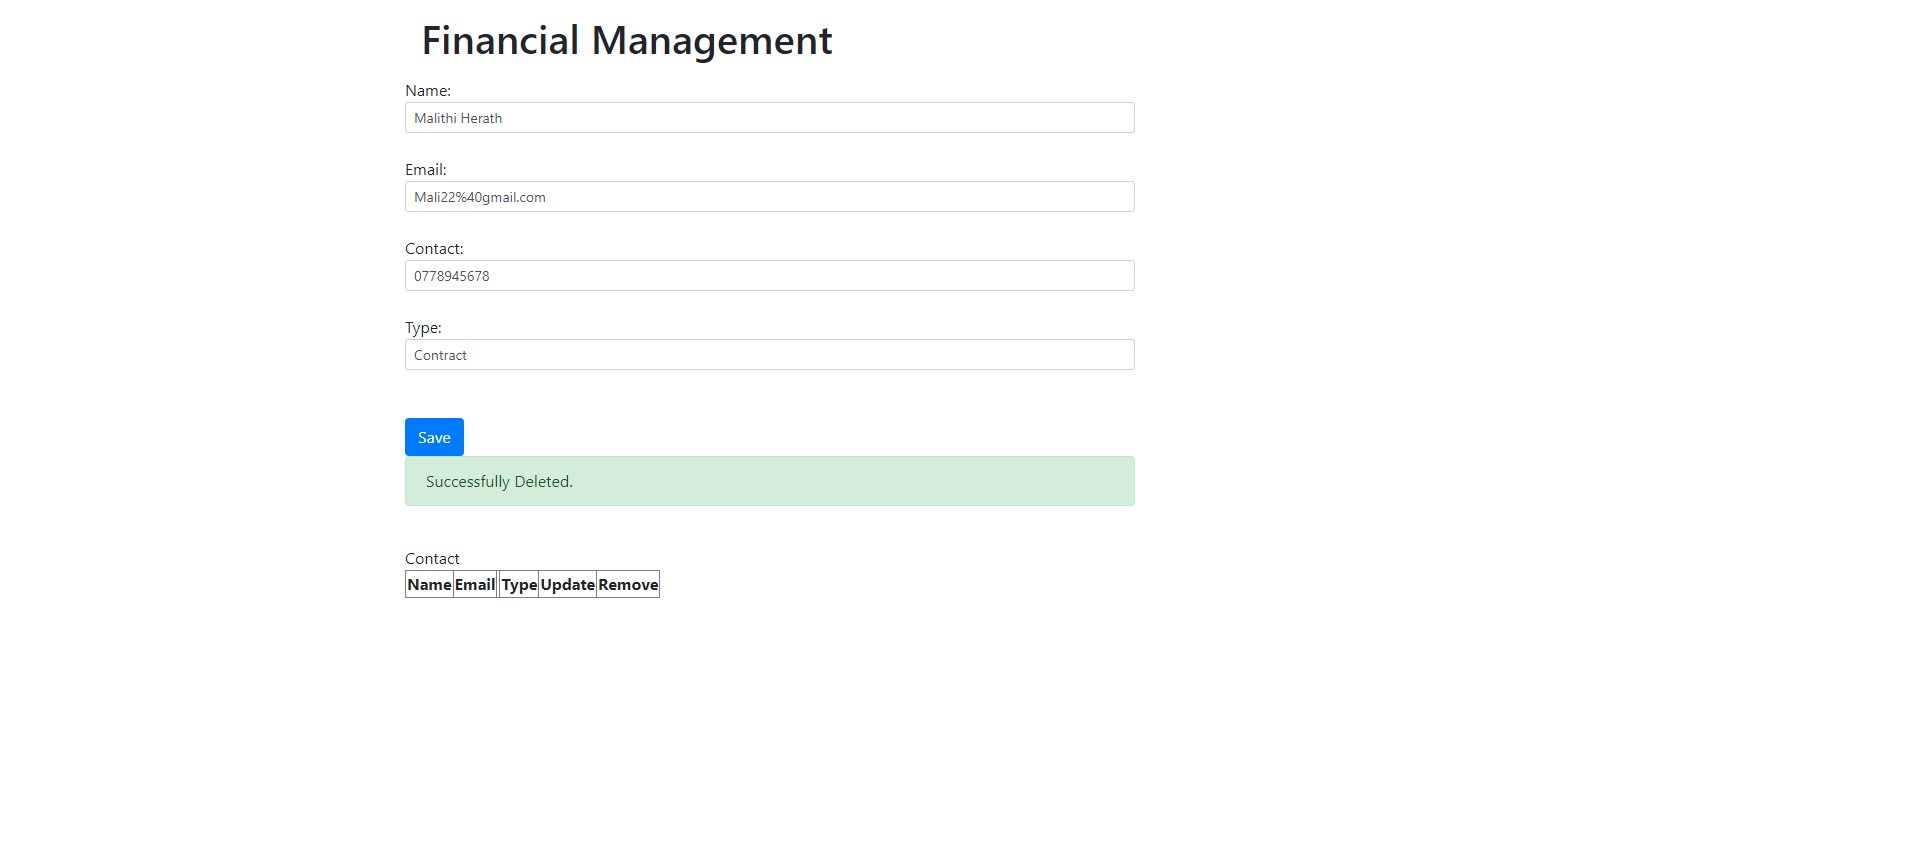 Financial Management
Name:
Malithi Herath
Email:
Mali22%40gmail.com
Contact:
0778945678
Type:
Contract
Save
Successfully Deleted.
Contact
Name Email Type Update Remove